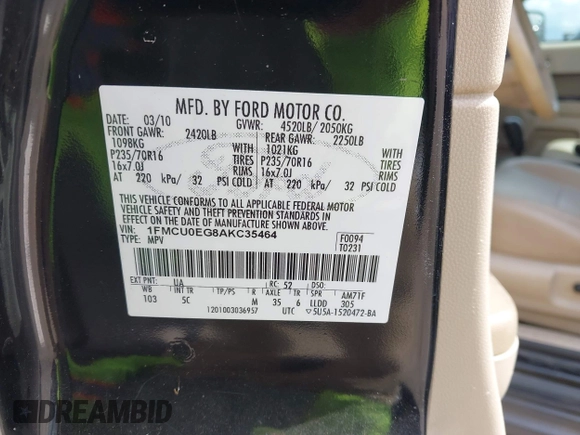 MFD. BY FORD MOTOR CO.
DATE: 03/10 GVWR: 4520LB/ 2050KG
FRONT GAWR: 2420LB REAR GAWR: 2250LB
1098KG WITH 1021KG WITH
P235/70R16 TIRES P235/70R16 TIRES
16x7.0J RIMS 16x7.0J RIMS
AT 220 kPa/ 32 PSI COLD AT 220 kPa/ 32 PSI COLD
THIS VEHICLE CONFORMS TO ALL APPLICABLE FEDERAL MOTOR
VEHICLE SAFETY AND THEFT PREVENTION STANDARDS IN
EFFECT ON THE DATE OF MANUFACTURE SHOWN ABOVE.
VIN: 1FMCU0EG8AKC35464 F0094
TYPE: MPV T0231
EXT PNT: UA RC: 52 DSO:
WB INT TR TP/PS R AXLE TR SPR AM71F
103 5C M 35 6 LLDD 305
1201003036957 UTC 5U5A-1520472-BA
DREAMBID